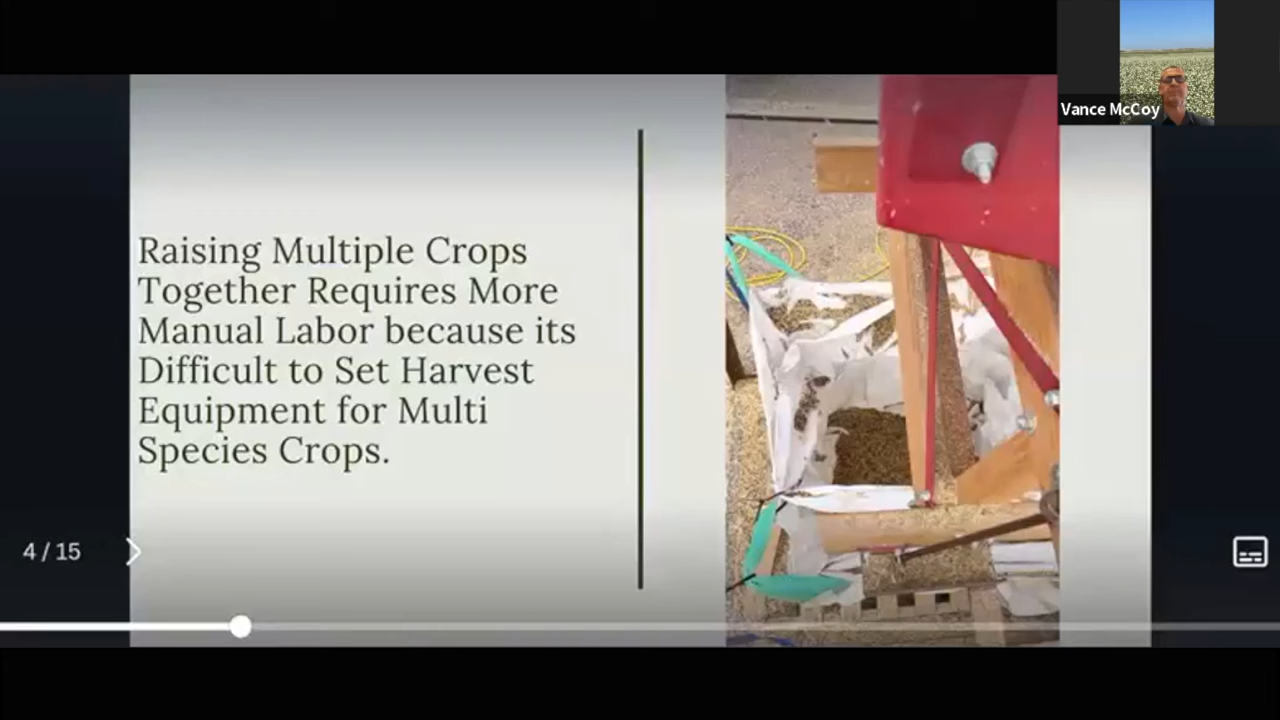 Vance McCoy
Raising Multiple Crops
Together Requires More
Manual Labor because its
Difficult to Set Harvest
Equipment for Multi
Species Crops.
4 / 15